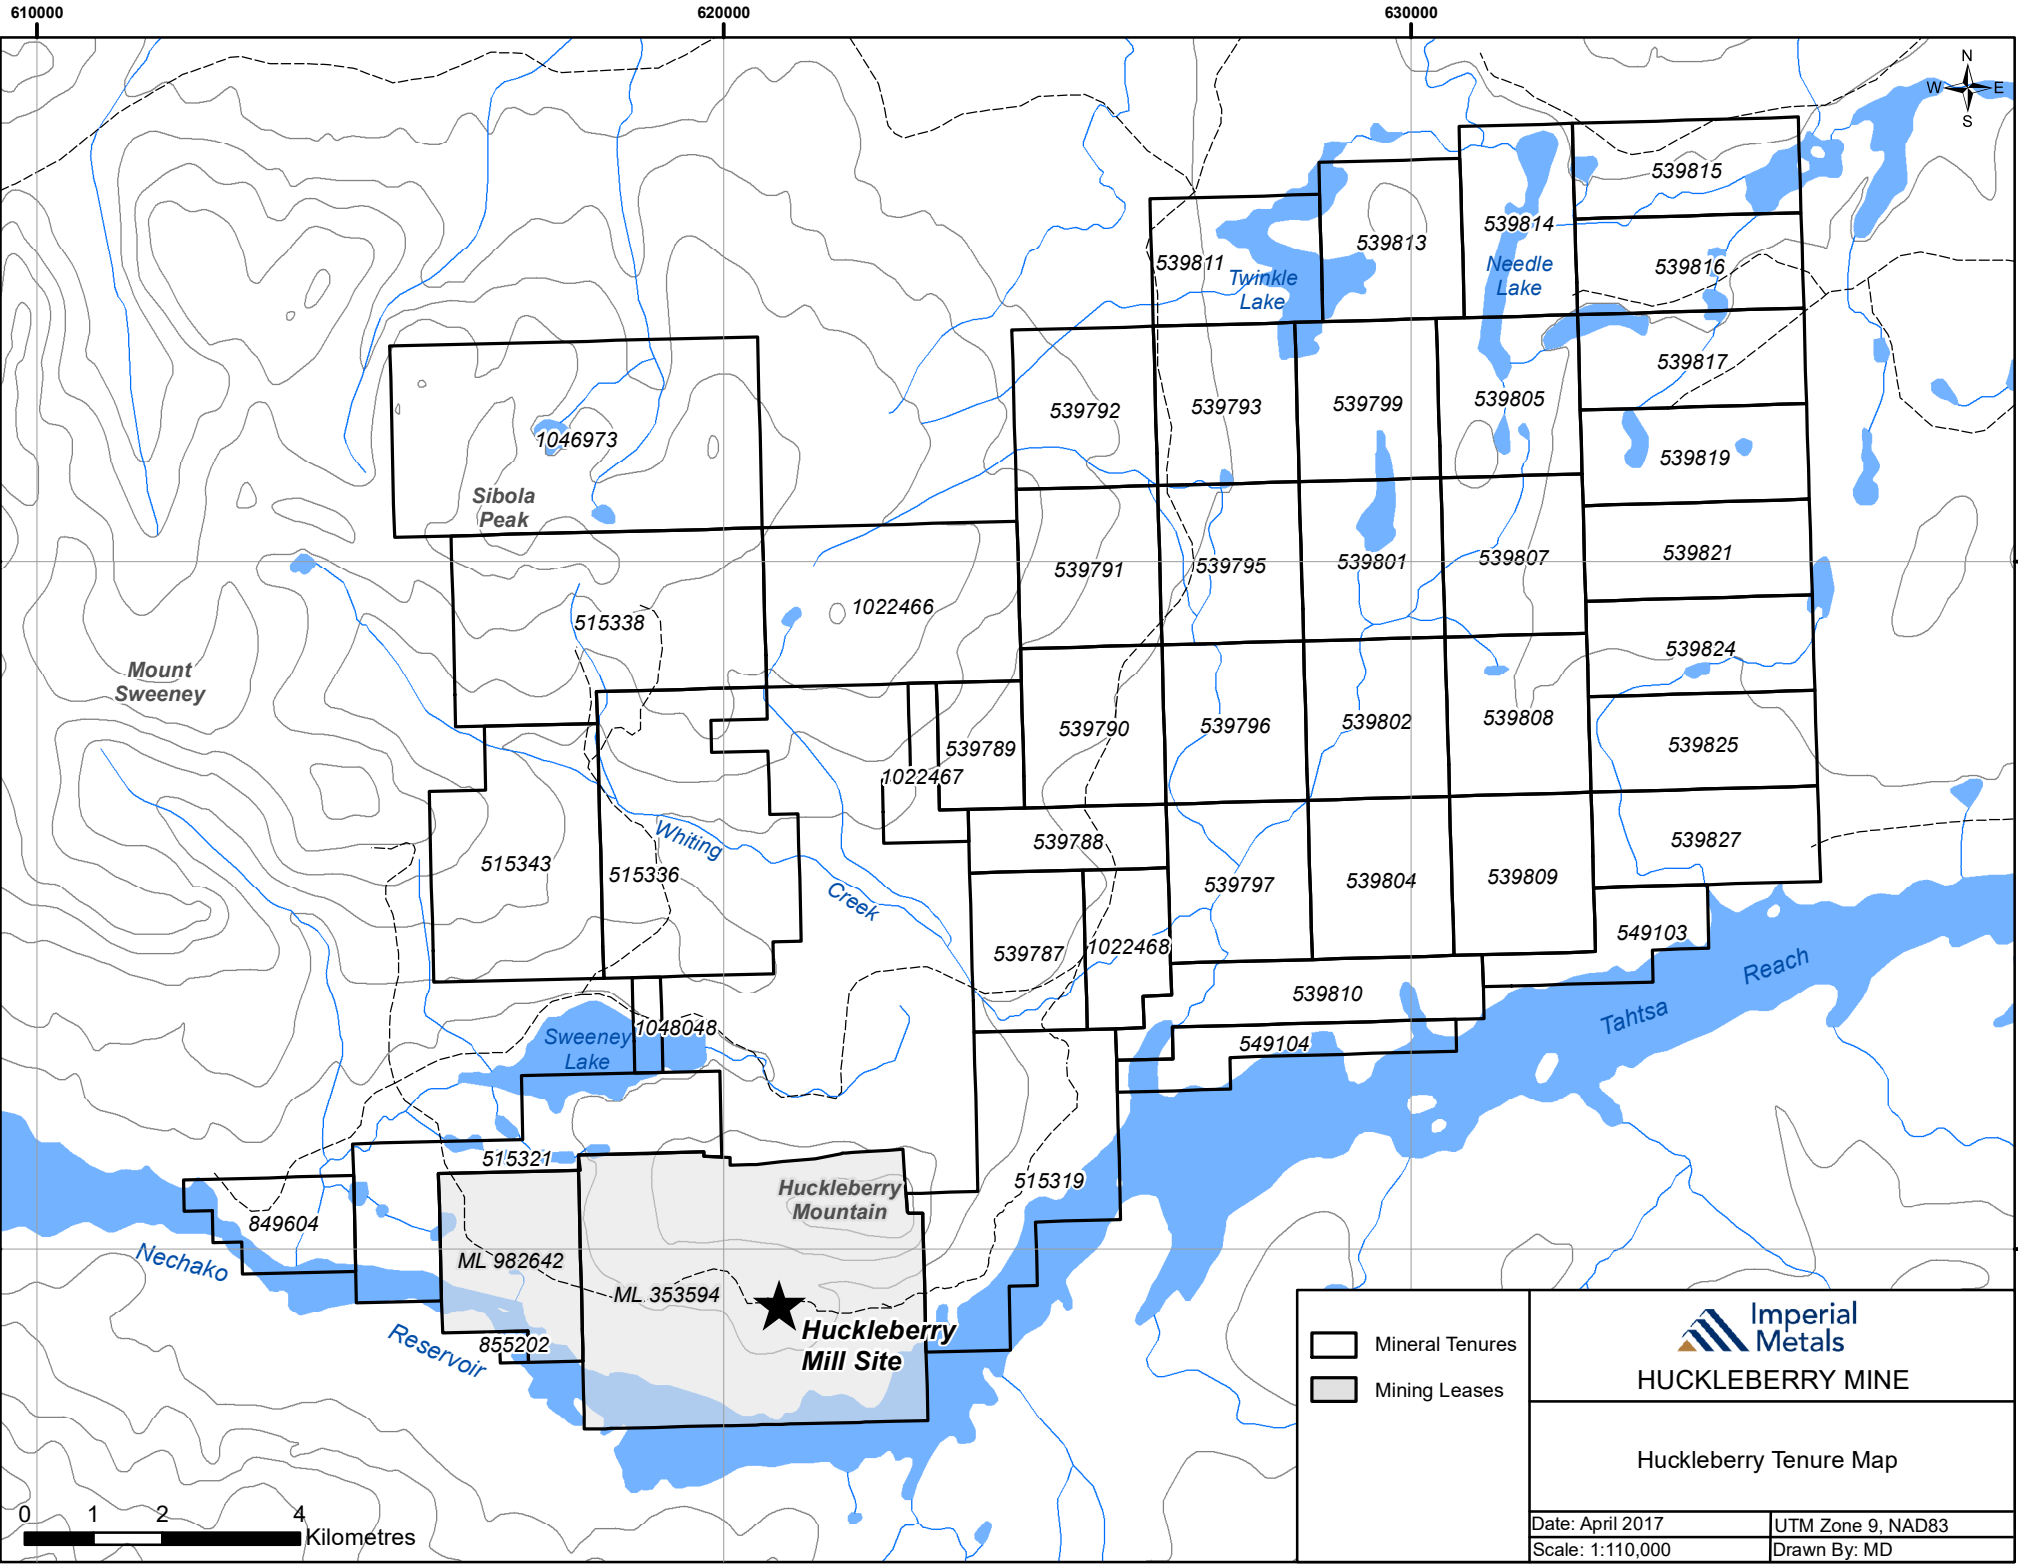 610000
620000
630000
N
W E
S
539815
539814
539813
539811
539816
Twinkle
Lake
Needle
Lake
539817
539792
539793
539799
539805
1046973
539819
Sibola
Peak
539791
539795
539801
539807
539821
1022466
515338
539824
Mount
Sweeney
539790
539796
539802
539808
539825
539789
1022467
Whiting
539788
539827
515343
515336
539797
539804
539809
Creek
539787
1022468
549103
Reach
539810
Tahtsa
1048048
Sweeney
Lake
549104
515321
515319
Huckleberry
Mountain
849604
Nechako
ML 982642
ML 353594
Huckleberry
Mill Site
855202
Reservoir
Mineral Tenures
Mining Leases
Imperial
Metals
HUCKLEBERRY MINE
Huckleberry Tenure Map
Date: April 2017
UTM Zone 9, NAD83
Scale: 1:110,000
Drawn By: MD
0 1 2 4
Kilometres